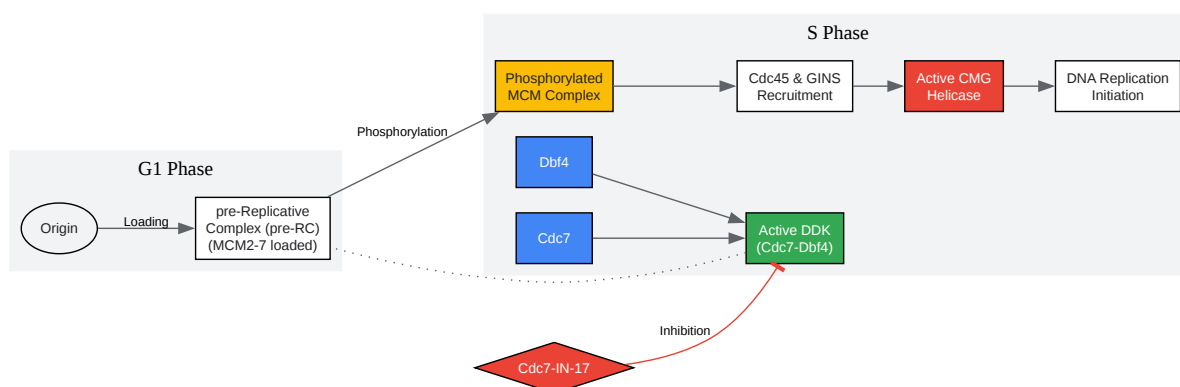 S Phase
Phosphorylated
MCM Complex
Cdc45 & GINS
Recruitment
Active CMG
Helicase
DNA Replication
Initiation
Phosphorylation
Dbf4
G1 Phase
Origin
Loading
pre-Replicative
Complex (pre-RC)
(MCM2-7 loaded)
Cdc7
Active DDK
(Cdc7-Dbf4)
Inhibition
Cdc7-IN-17